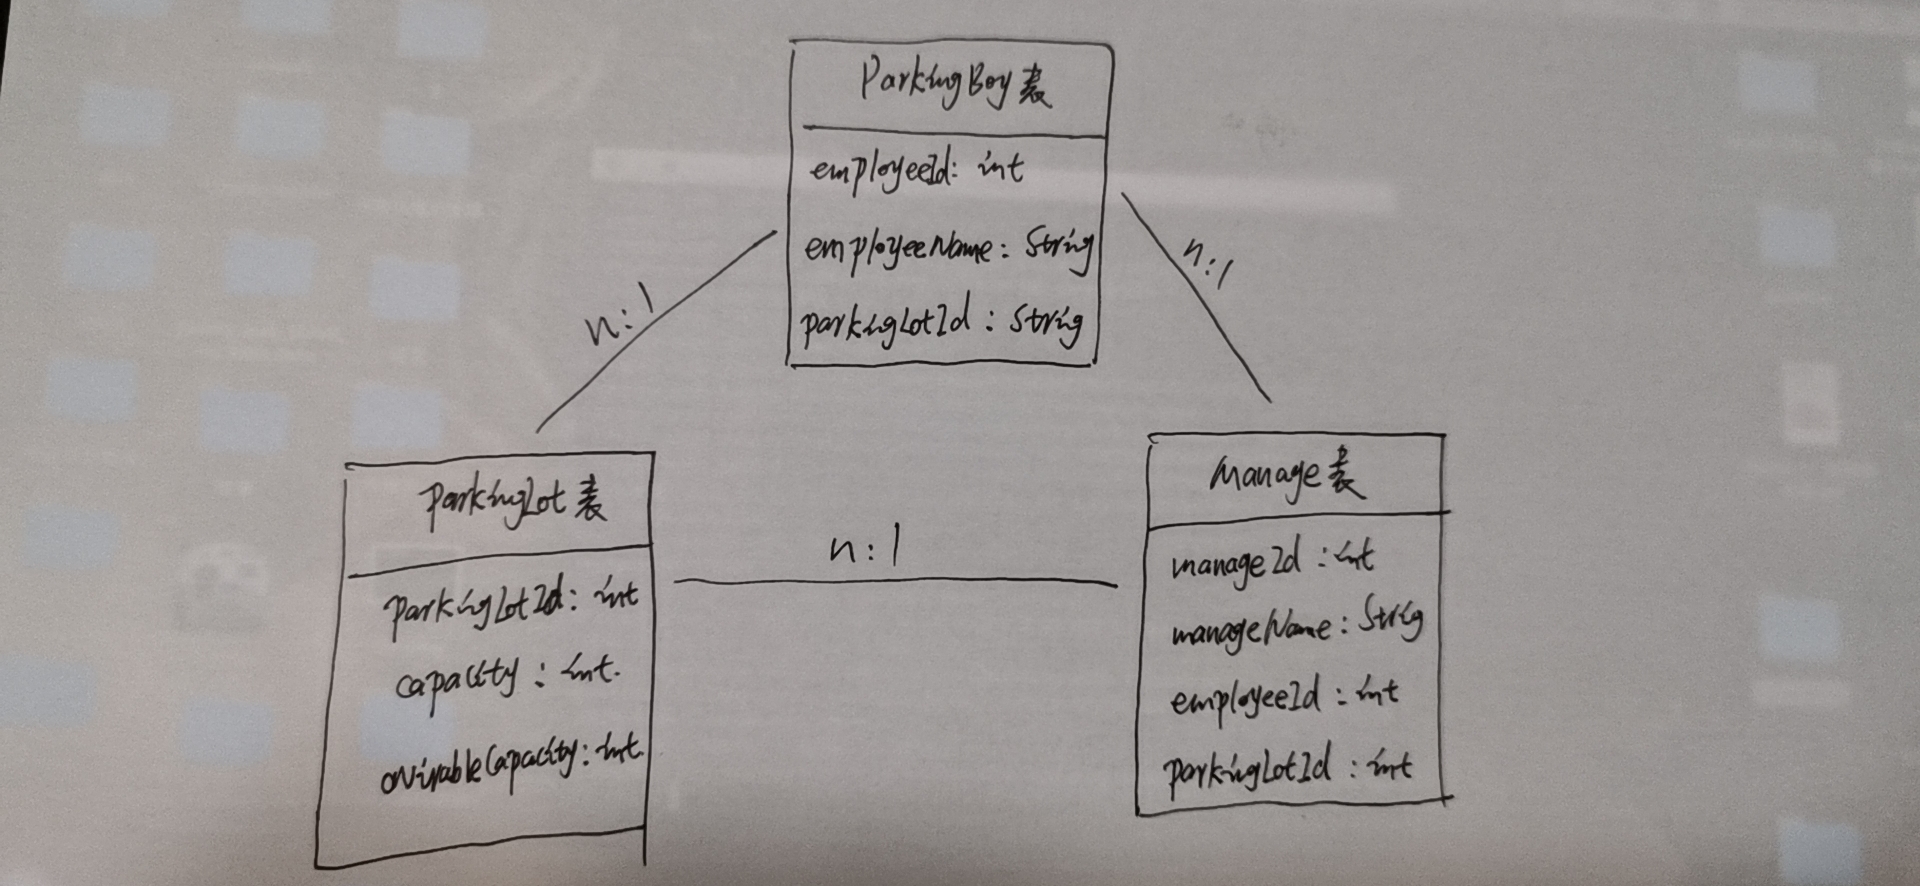 ParkingBoy表
employeeId: int
employeeName: String
parkingLotId: String
n:1
n:1
parkingLot表
parkingLotId: int
capacity: int.
avirableCapacity: int.
n:1
manage表
manageId: int
manageName: String
employeeId: int
parkingLotId: int